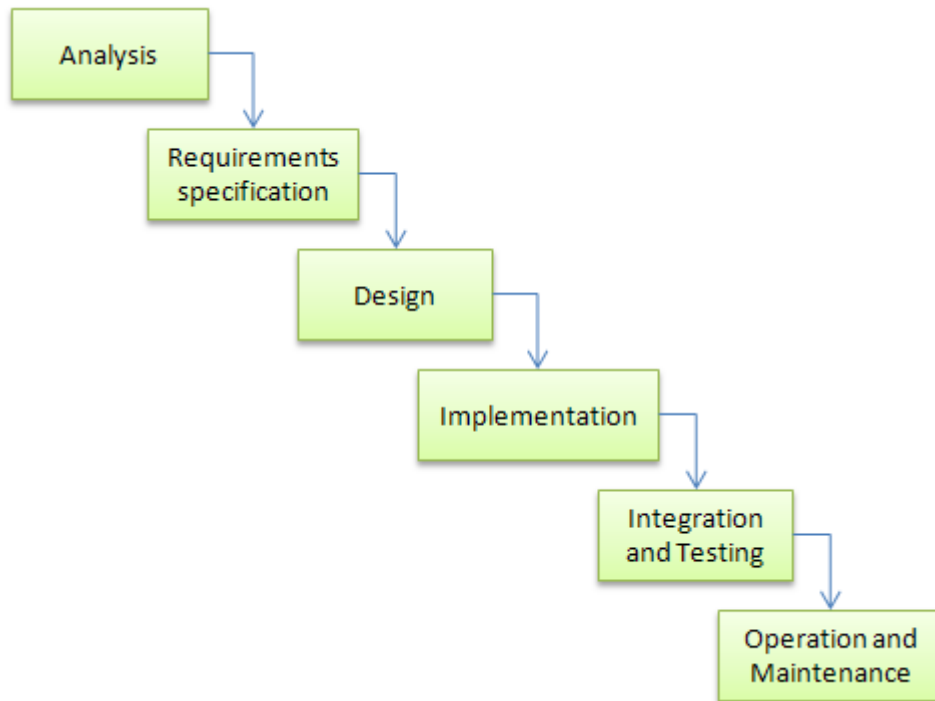 Analysis
Requirements
specification
Design
Implementation
Integration
and Testing
Operation and
Maintenance